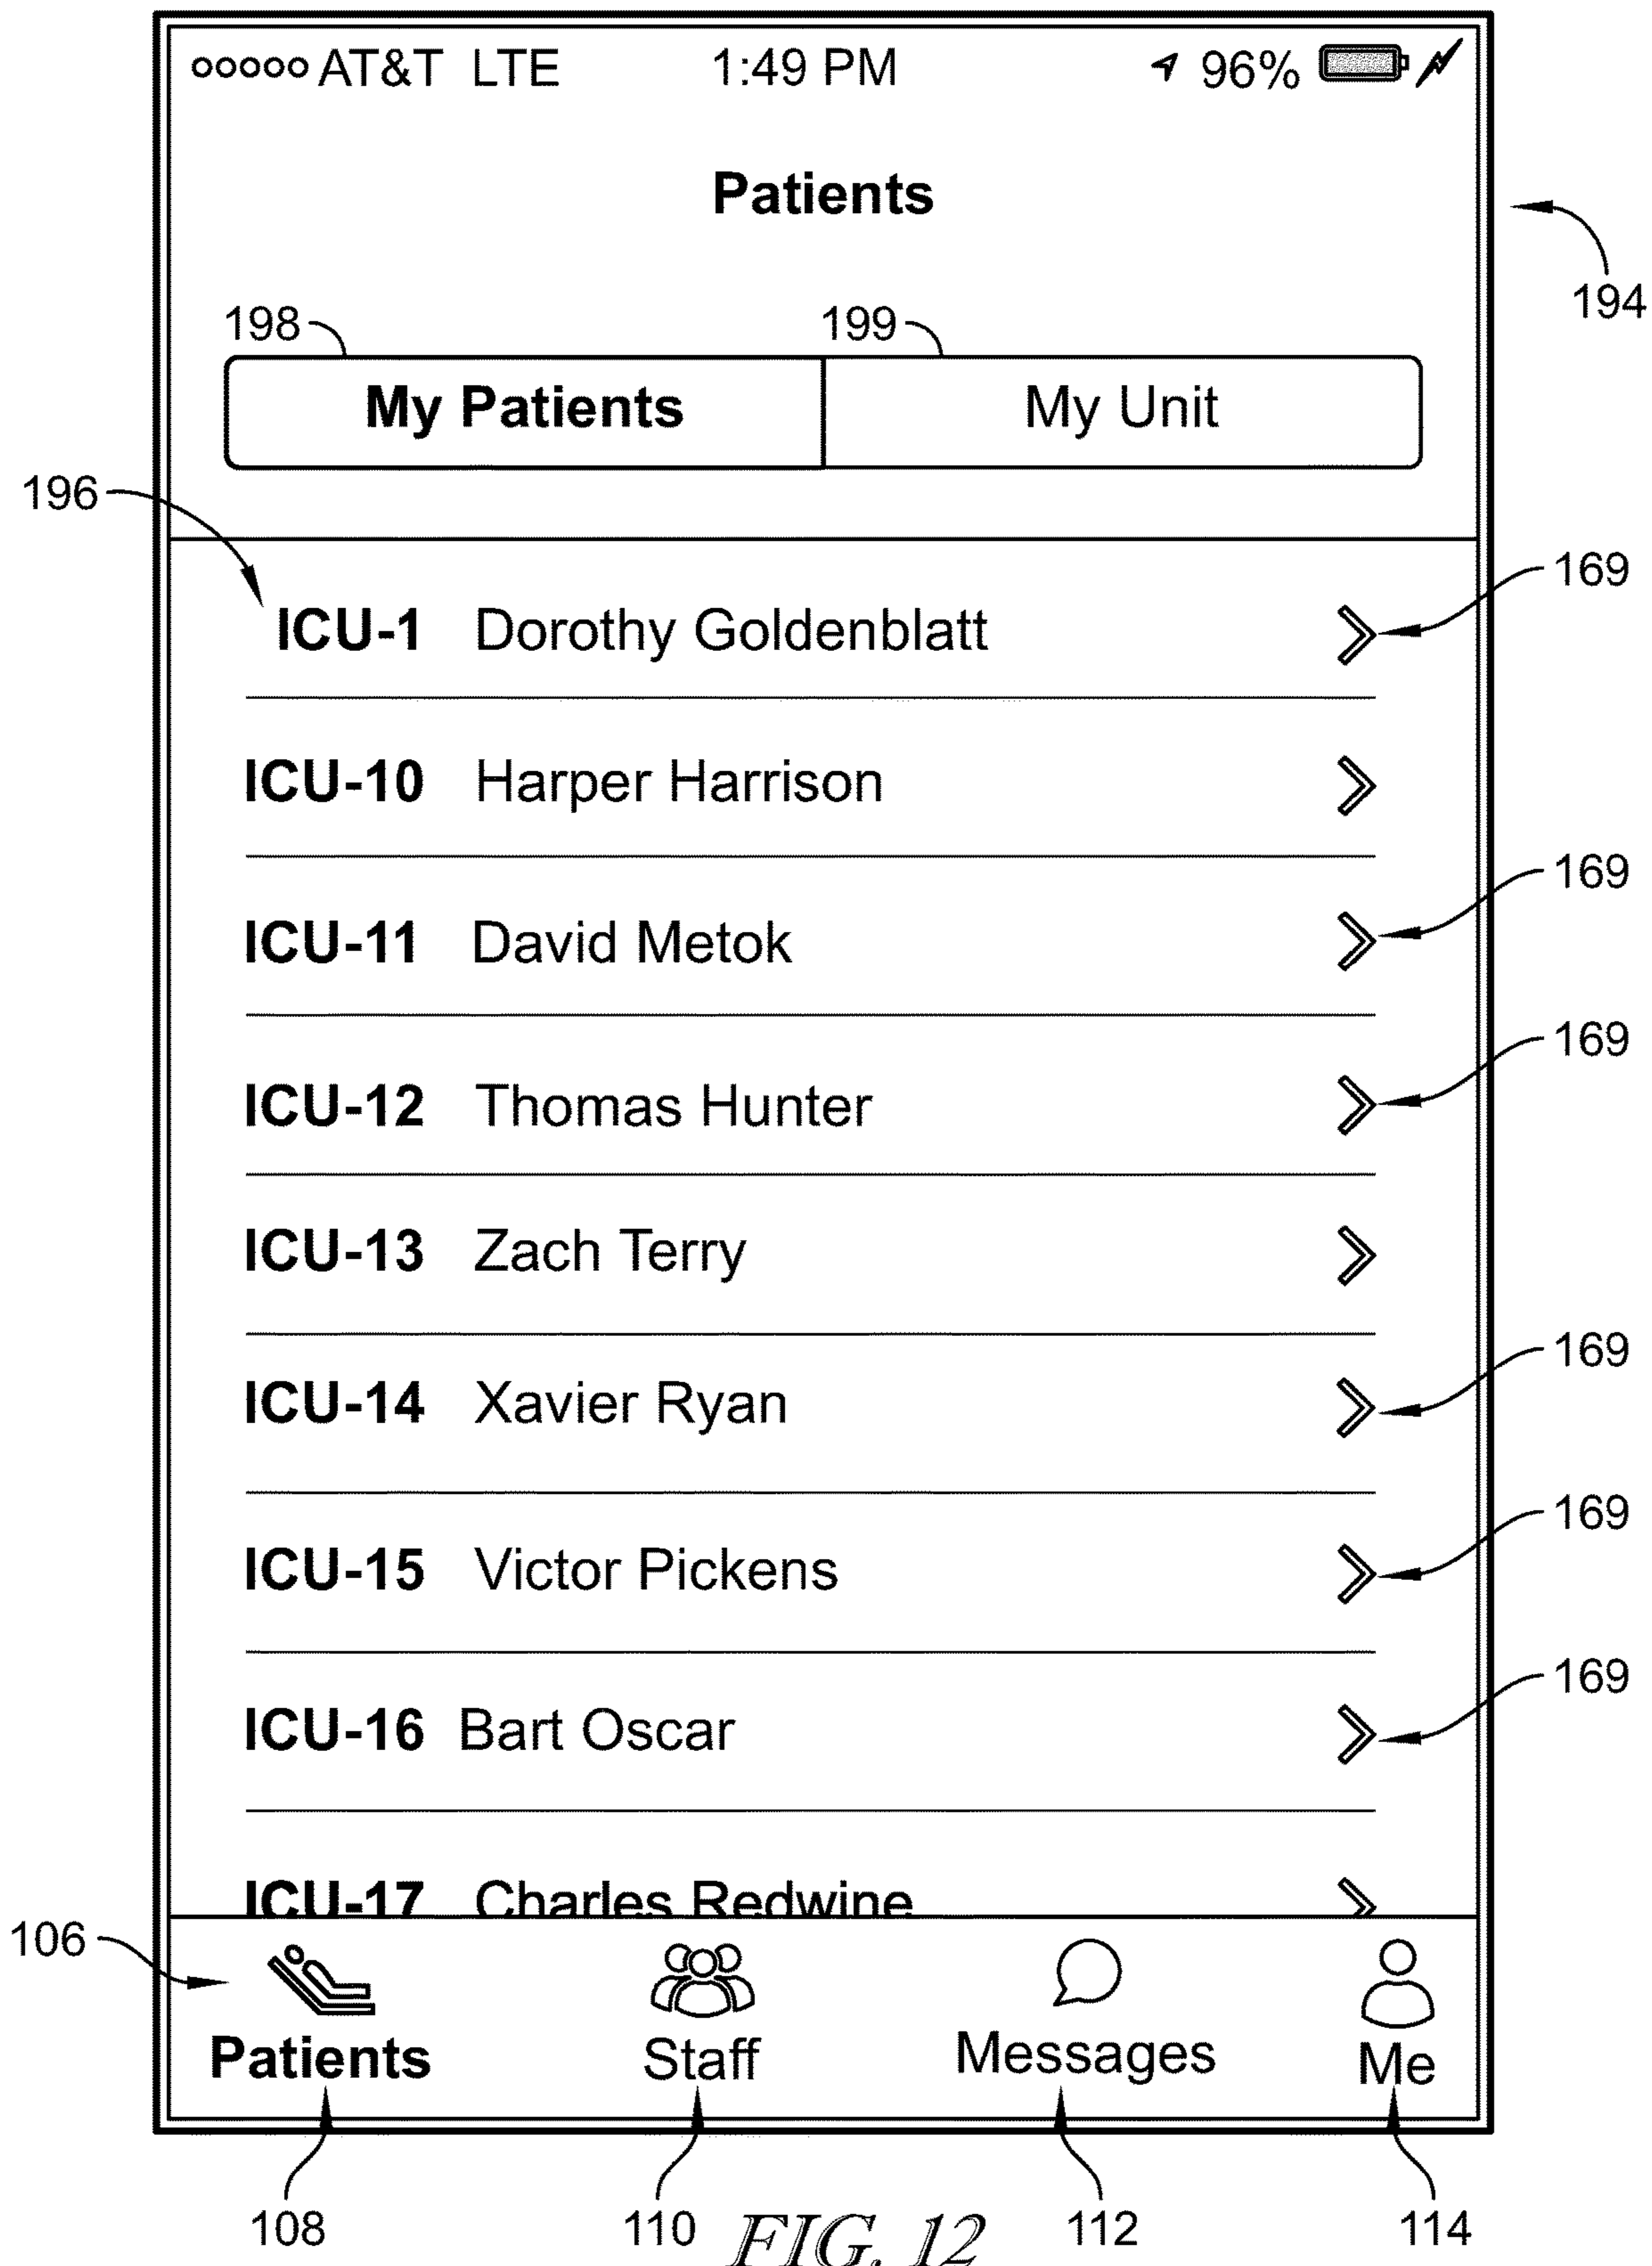 ooooo AT&T LTE 1:49 PM 96%
Patients
194
198 199
My Patients My Unit
196
169
ICU-1 Dorothy Goldenblatt
ICU-10 Harper Harrison
169
ICU-11 David Metok
169
ICU-12 Thomas Hunter
ICU-13 Zach Terry
169
ICU-14 Xavier Ryan
169
ICU-15 Victor Pickens
169
ICU-16 Bart Oscar
ICU-17 Charles Redwine
106
Patients Staff Messages Me
108 110 112 114
FIG. 12